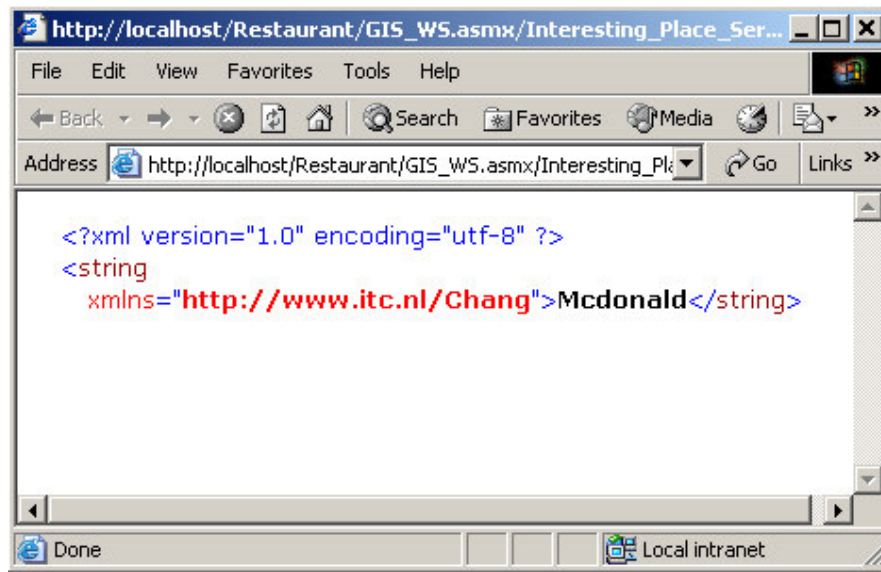 http://localhost/Restaurant/GIS_WS.asmx/Interesting_Place_Ser...
File Edit View Favorites Tools Help
Back Search Favorites Media
Address http://localhost/Restaurant/GIS_WS.asmx/Interesting_Pl Go Links
<?xml version="1.0" encoding="utf-8" ?>
<string
xmlns="http://www.itc.nl/Chang">Mcdonald</string>
Done Local intranet